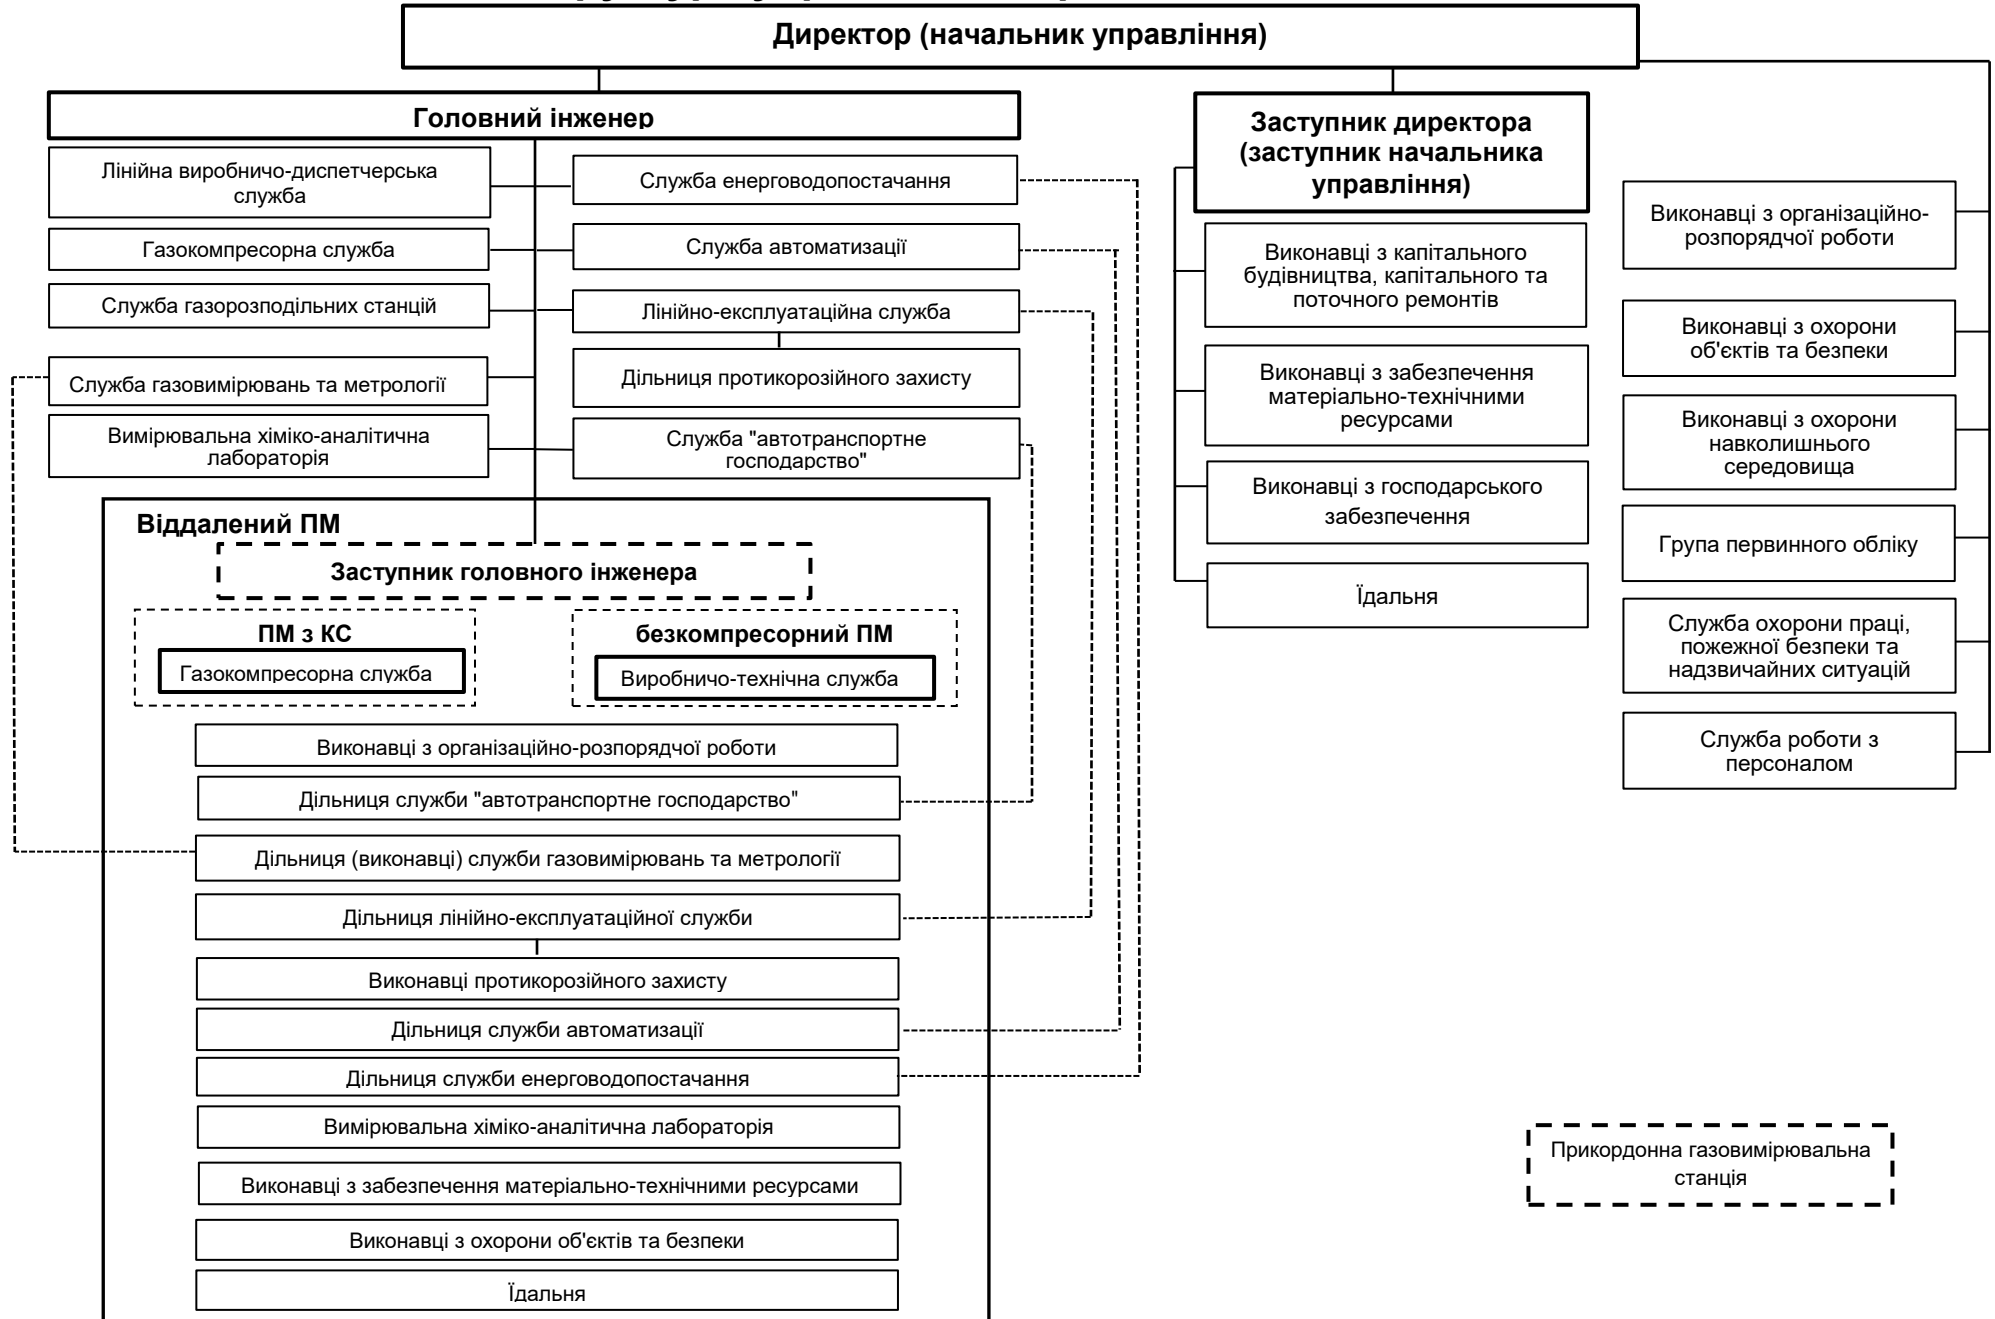 Директор (начальник управління)
Головний інженер
Лінійна виробничо-диспетчерська
служба
Газокомпресорна служба
Служба газорозподільних станцій
Служба газовимірювань та метрології
Вимірювальна хіміко-аналітична
лабораторія
Служба енерговодопостачання
Служба автоматизації
Лінійно-експлуатаційна служба
Дільниця протикорозійного захисту
Служба "автотранспортне
господарство"
Заступник директора
(заступник начальника
управління)
Виконавці з капітального
будівництва, капітального та
поточного ремонтів
Виконавці з забезпечення
матеріально-технічними
ресурсами
Виконавці з господарського
забезпечення
Їдальня
Виконавці з організаційно-
розпорядчої роботи
Виконавці з охорони
об'єктів та безпеки
Виконавці з охорони
навколишнього
середовища
Група первинного обліку
Служба охорони праці,
пожежної безпеки та
надзвичайних ситуацій
Служба роботи з
персоналом
Віддалений ПМ
Заступник головного інженера
ПМ з КС
Газокомпресорна служба
безкомпресорний ПМ
Виробничо-технічна служба
Виконавці з організаційно-розпорядчої роботи
Дільниця служби "автотранспортне господарство"
Дільниця (виконавці) служби газовимірювань та метрології
Дільниця лінійно-експлуатаційної служби
Виконавці протикорозійного захисту
Дільниця служби автоматизації
Дільниця служби енерговодопостачання
Вимірювальна хіміко-аналітична лабораторія
Виконавці з забезпечення матеріально-технічними ресурсами
Виконавці з охорони об'єктів та безпеки
Їдальня
Прикордонна газовимірювальна
станція